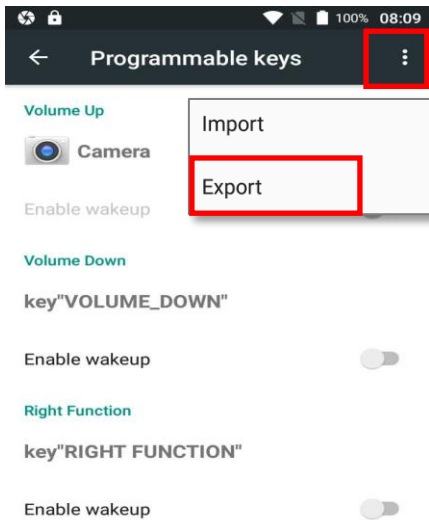 100% 08:09
Programmable keys
Volume Up
Import
Camera
Export
Enable wakeup
Volume Down
key"VOLUME_DOWN"
Enable wakeup
Right Function
key"RIGHT FUNCTION"
Enable wakeup